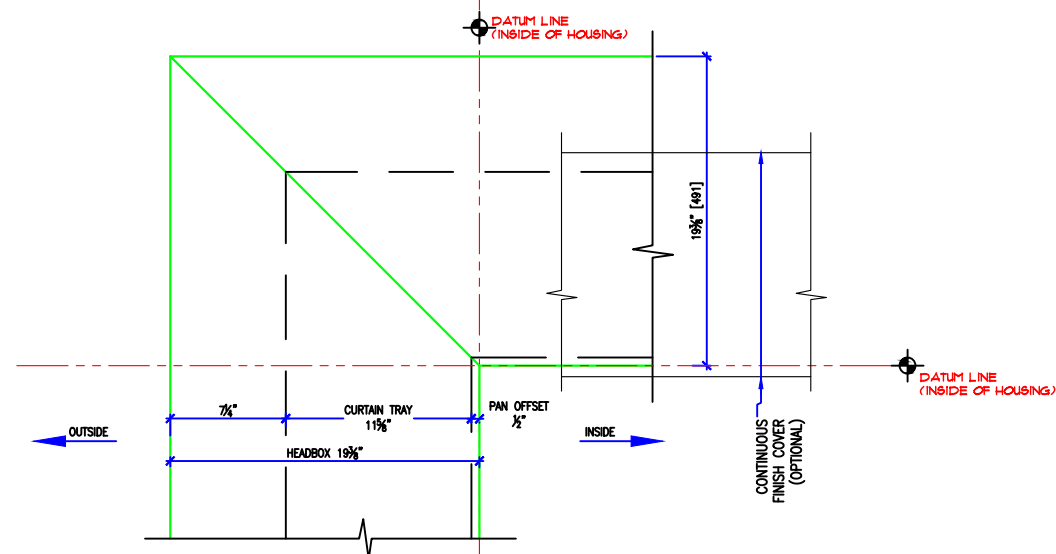 DATUM LINE
(INSIDE OF HOUSING)
19⅜" [491]
DATUM LINE
(INSIDE OF HOUSING)
7¼"
CURTAIN TRAY
11⅝"
PAN OFFSET
½"
OUTSIDE
INSIDE
HEADBOX 19⅜"
CONTINUOUS
FINISH COVER
(OPTIONAL)